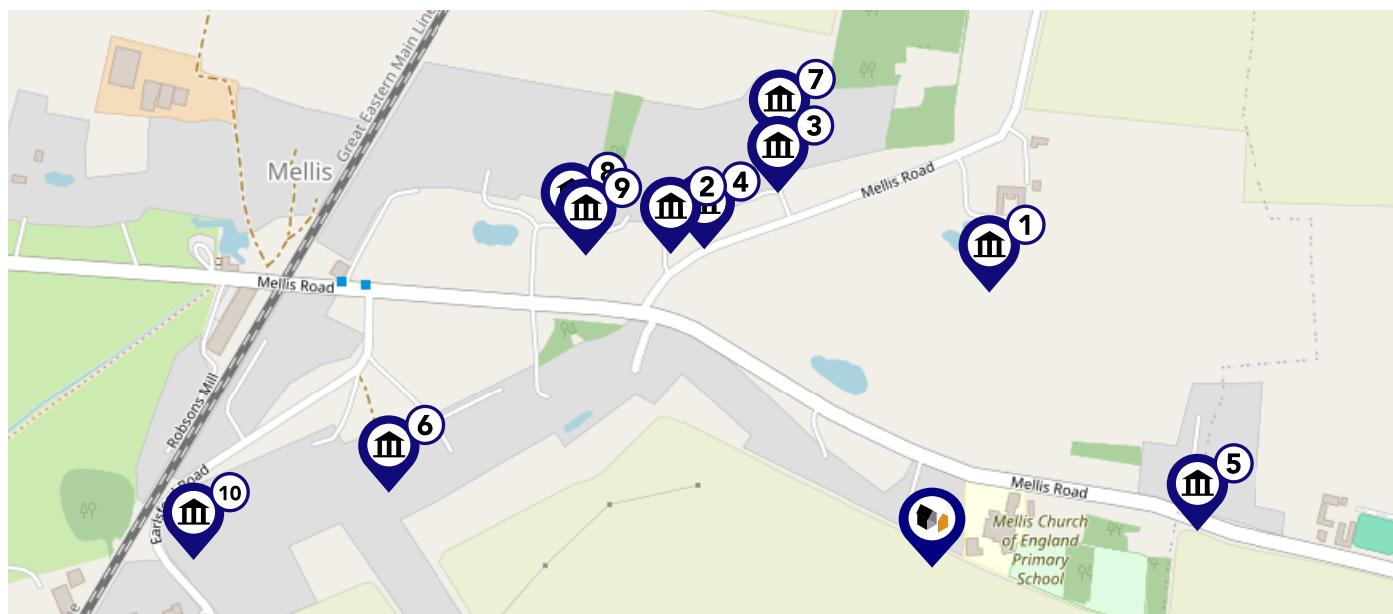 Great Eastern Main Line
7
3
Mellis
8
9
2
4
Mellis Road
1
Mellis Road
Robsons Mill
6
5
Mellis Road
10
Mellis Church
of England
Primary
School